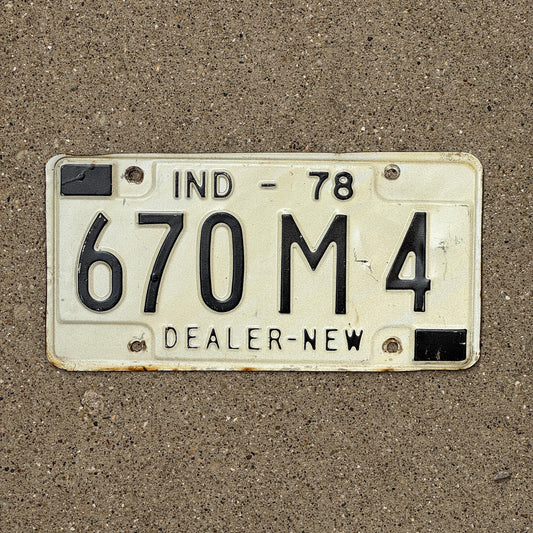 IND - 78
670 M 4
DEALER-NEW